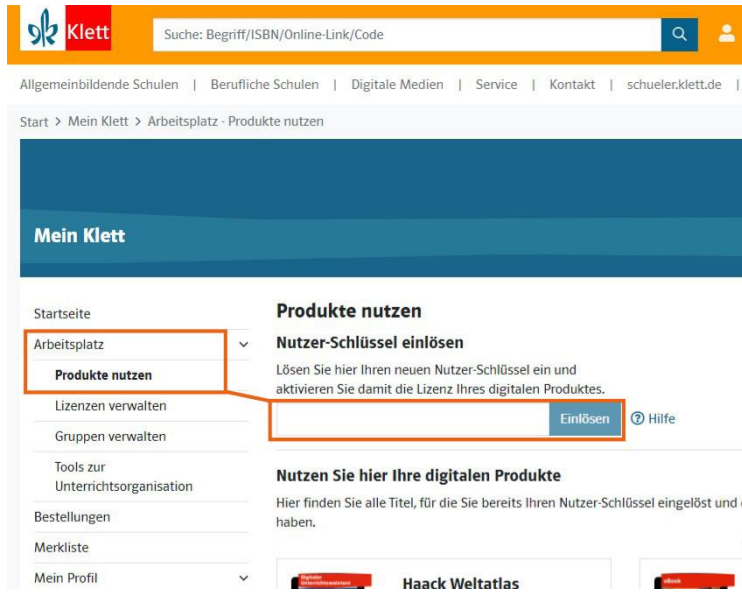 Klett
Suche: Begriff/ISBN/Online-Link/Code
Allgemeinbildende Schulen | Berufliche Schulen | Digitale Medien | Service | Kontakt | schueler.klett.de |
Start > Mein Klett > Arbeitsplatz - Produkte nutzen
Mein Klett
Startseite
Arbeitsplatz
Produkte nutzen
Lizenzen verwalten
Gruppen verwalten
Tools zur
Unterrichtsorganisation
Bestellungen
Merkliste
Mein Profil
Produkte nutzen
Nutzer-Schlüssel einlösen
Lösen Sie hier Ihren neuen Nutzer-Schlüssel ein und
aktivieren Sie damit die Lizenz Ihres digitalen Produktes.
Einlösen
Hilfe
Nutzen Sie hier Ihre digitalen Produkte
Hier finden Sie alle Titel, für die Sie bereits Ihren Nutzer-Schlüssel eingelöst und
haben.
Digitaler
Unterrichtsassistent
Haack Weltatlas
eBook